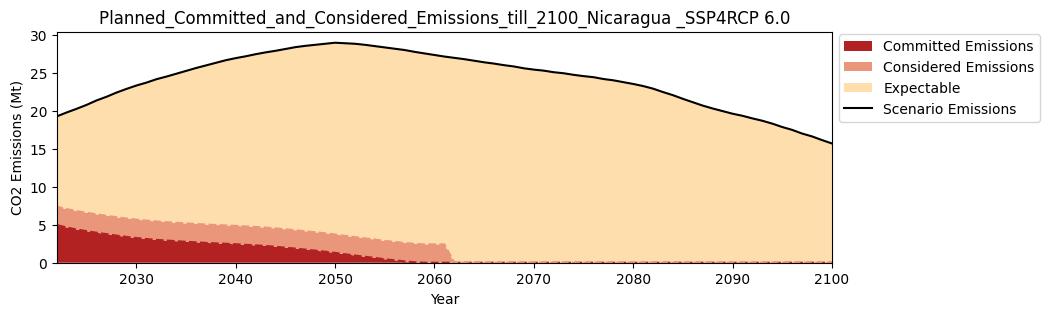 Planned_Committed_and_Considered_Emissions_till_2100_Nicaragua _SSP4RCP 6.0
30
25
20
15
10
5
0
CO2 Emissions (Mt)
2030 2040 2050 2060 2070 2080 2090 2100
Year
Committed Emissions
Considered Emissions
Expectable
Scenario Emissions